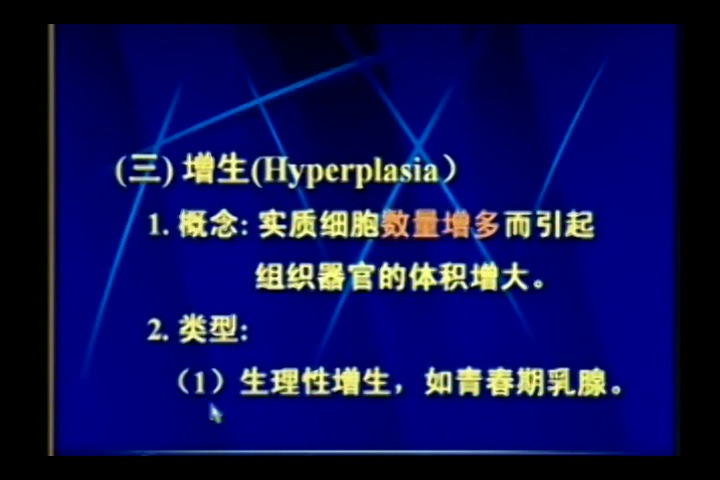 (三) 增生(Hyperplasia）
1. 概念: 实质细胞数量增多而引起
组织器官的体积增大。
2. 类型:
（1）生理性增生，如青春期乳腺。